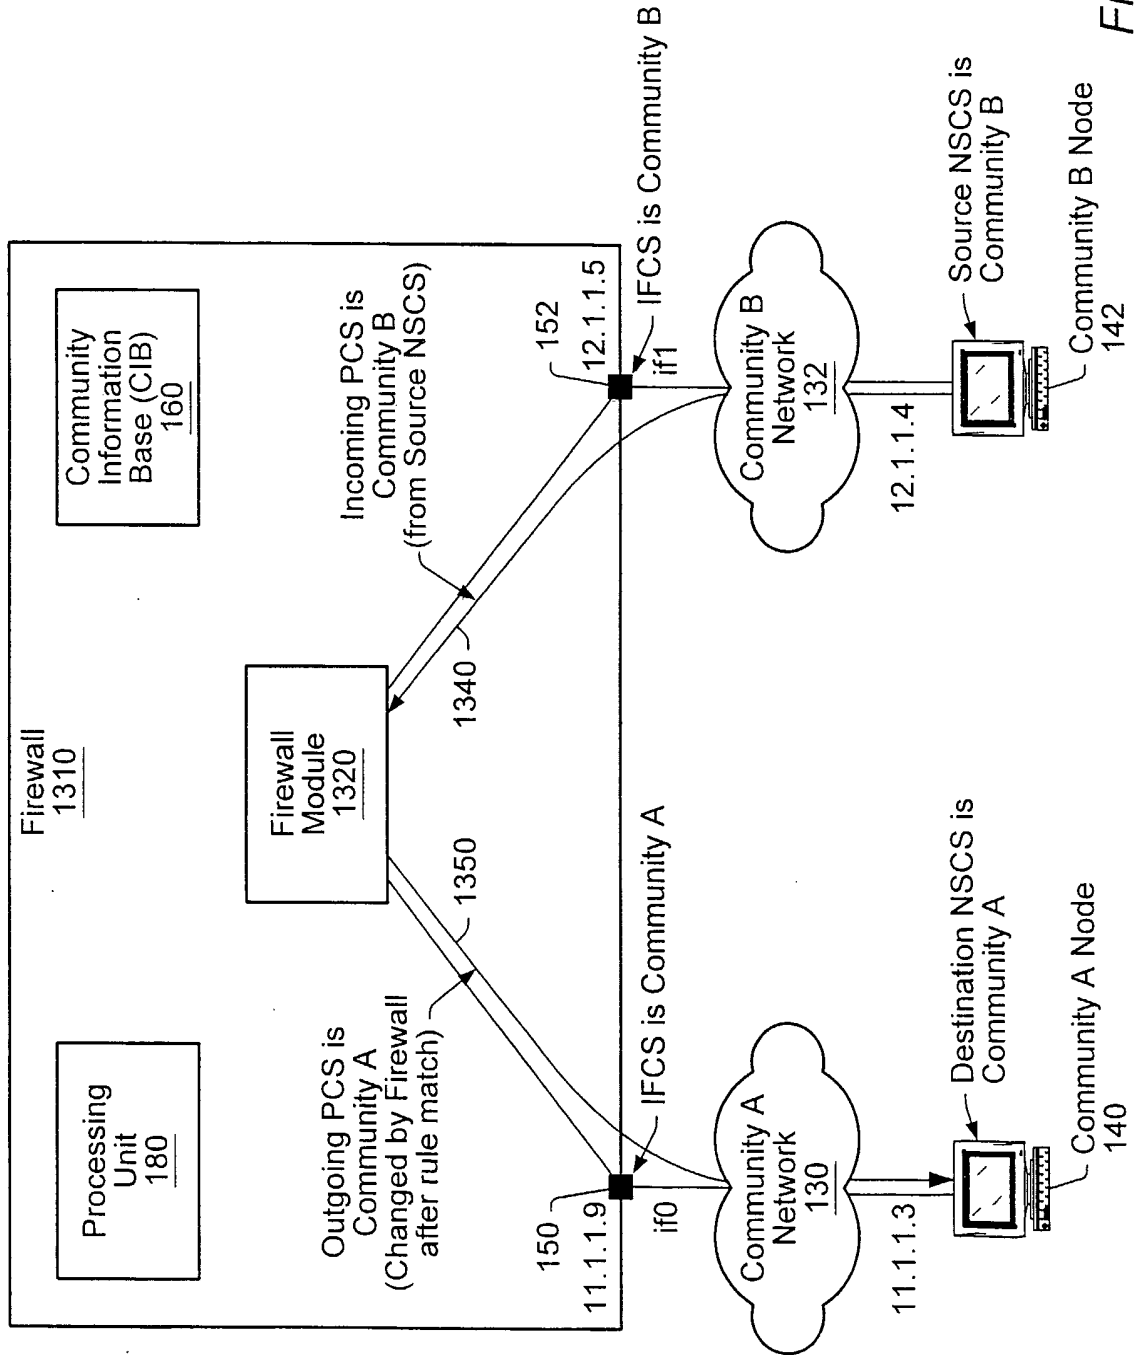 Firewall
1310
Processing
Unit
180
Community
Information
Base (CIB)
160
Firewall
Module
1320
Outgoing PCS is
Community A
(Changed by Firewall
after rule match)
1350
Incoming PCS is
Community B
(from Source NSCS)
1340
150
11.1.1.9
152
12.1.1.5
if0
IFCS is Community A
if1
IFCS is Community B
Community A
Network
130
Community B
Network
132
11.1.1.3
12.1.1.4
Destination NSCS is
Community A
Source NSCS is
Community B
Community A Node
140
Community B Node
142